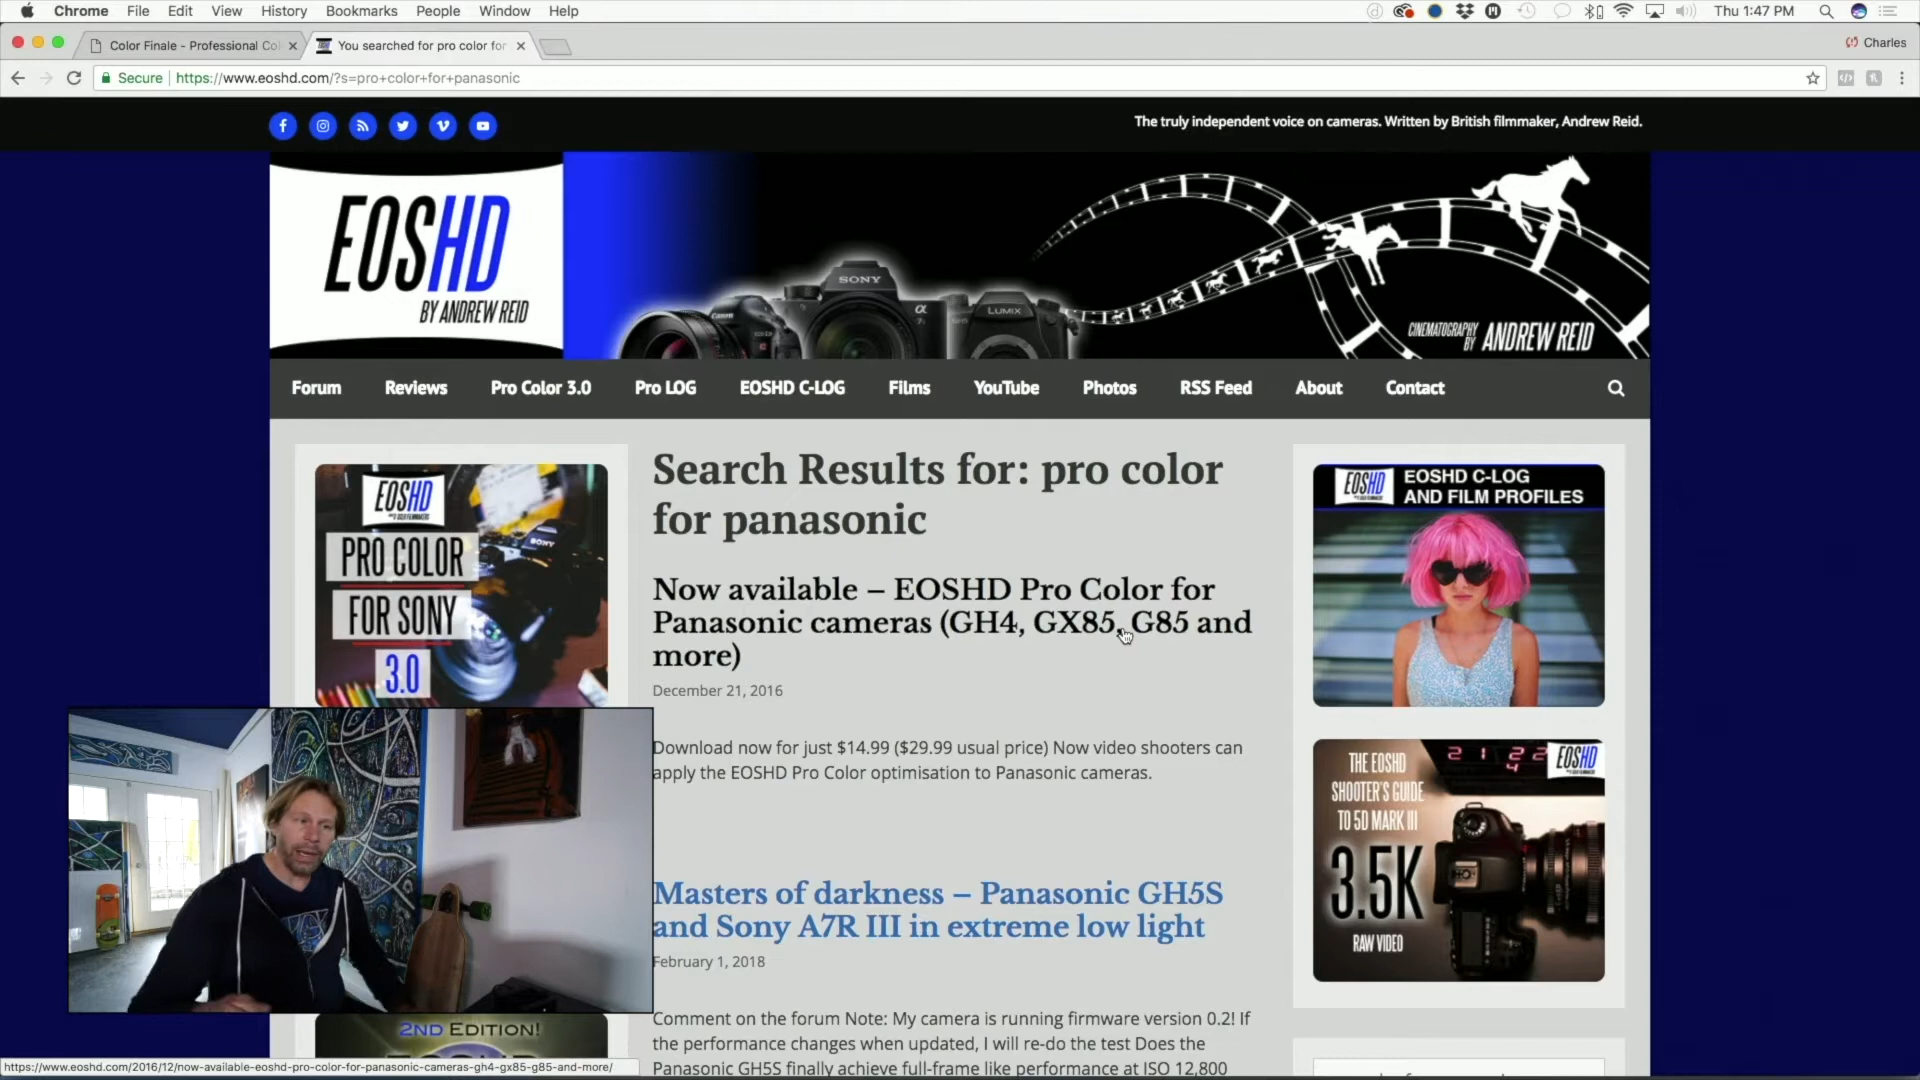 Chrome File Edit View History Bookmarks People Window Help
Thu 1:47 PM
Color Finale - Professional Co
You searched for pro color for
Charles
Secure https://www.eoshd.com/?s=pro+color+for+panasonic
The truly independent voice on cameras. Written by British filmmaker, Andrew Reid.
EOSHD
BY ANDREW REID
Canon
SONY
α
LUMIX
CINEMATOGRAPHY
BY
ANDREW REID
Forum Reviews Pro Color 3.0 Pro LOG EOSHD C-LOG Films YouTube Photos RSS Feed About Contact
EOSHD
PRO COLOR
FOR SONY
3.0
SONY
Search Results for: pro color
for panasonic
Now available – EOSHD Pro Color for
Panasonic cameras (GH4, GX85, G85 and
more)
December 21, 2016
Download now for just $14.99 ($29.99 usual price) Now video shooters can
apply the EOSHD Pro Color optimisation to Panasonic cameras.
Masters of darkness – Panasonic GH5S
and Sony A7R III in extreme low light
February 1, 2018
Comment on the forum Note: My camera is running firmware version 0.2! If
the performance changes when updated, I will re-do the test Does the
Panasonic GH5S finally achieve full-frame like performance at ISO 12,800
EOSHD
EOSHD C-LOG
AND FILM PROFILES
THE EOSHD
SHOOTER'S GUIDE
TO 5D MARK III
3.5K
RAW VIDEO
21 22
4
EOSHD
2ND EDITION!
https://www.eoshd.com/2016/12/now-available-eoshd-pro-color-for-panasonic-cameras-gh4-gx85-g85-and-more/